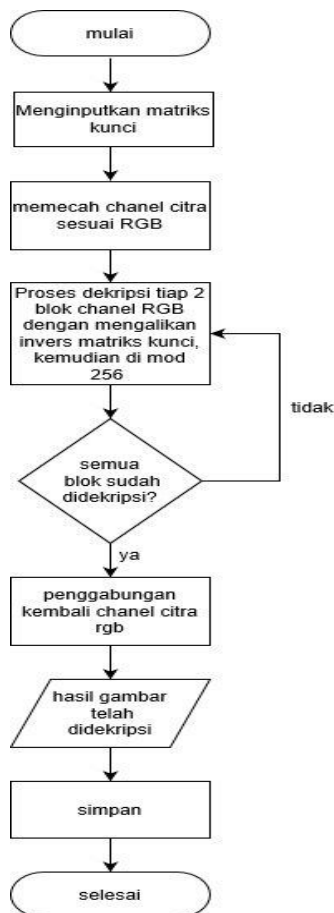 mulai
Menginputkan matriks
kunci
memecah chanel citra
sesuai RGB
Proses dekripsi tiap 2
blok chanel RGB
dengan mengalikan
invers matriks kunci,
kemudian di mod
256
tidak
semua
blok sudah
didekripsi?
ya
penggabungan
kembali chanel citra
rgb
hasil gambar
telah
didekripsi
simpan
selesai